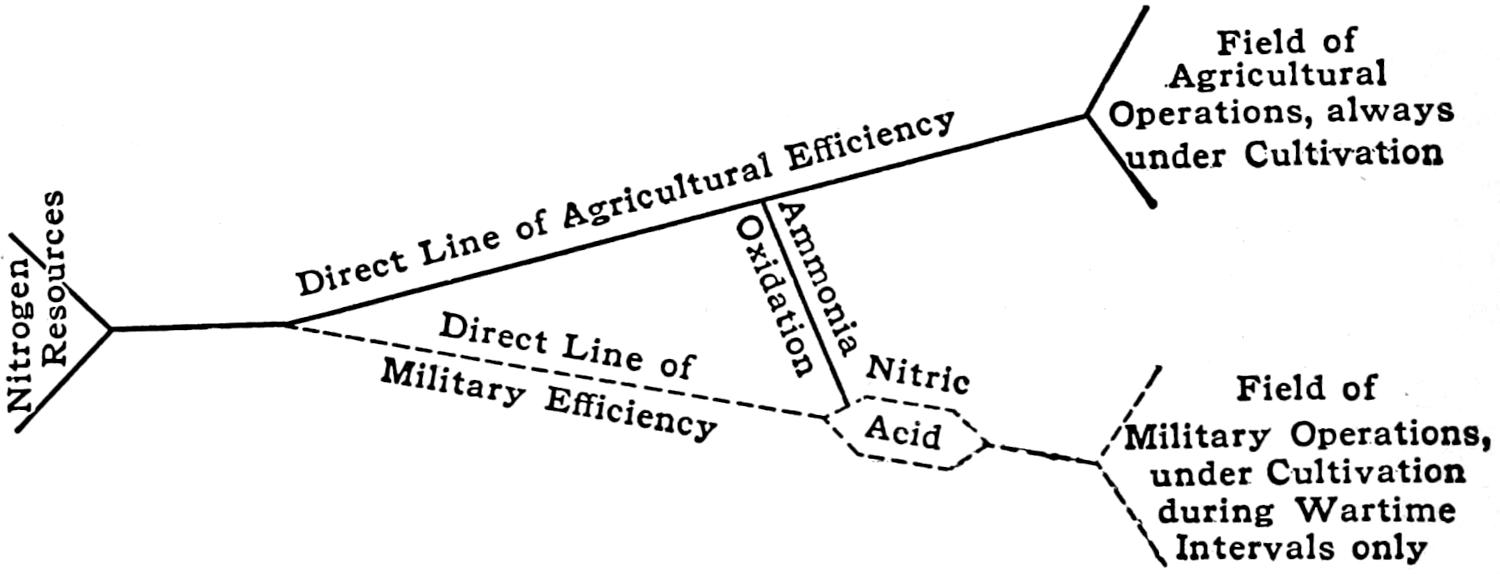 Nitrogen
Resources
Direct Line of Agricultural Efficiency
Field of
Agricultural
Operations, always
under Cultivation
Ammonia
Oxidation
Direct Line of
Military Efficiency
Nitric
Acid
Field of
Military Operations,
under Cultivation
during Wartime
Intervals only